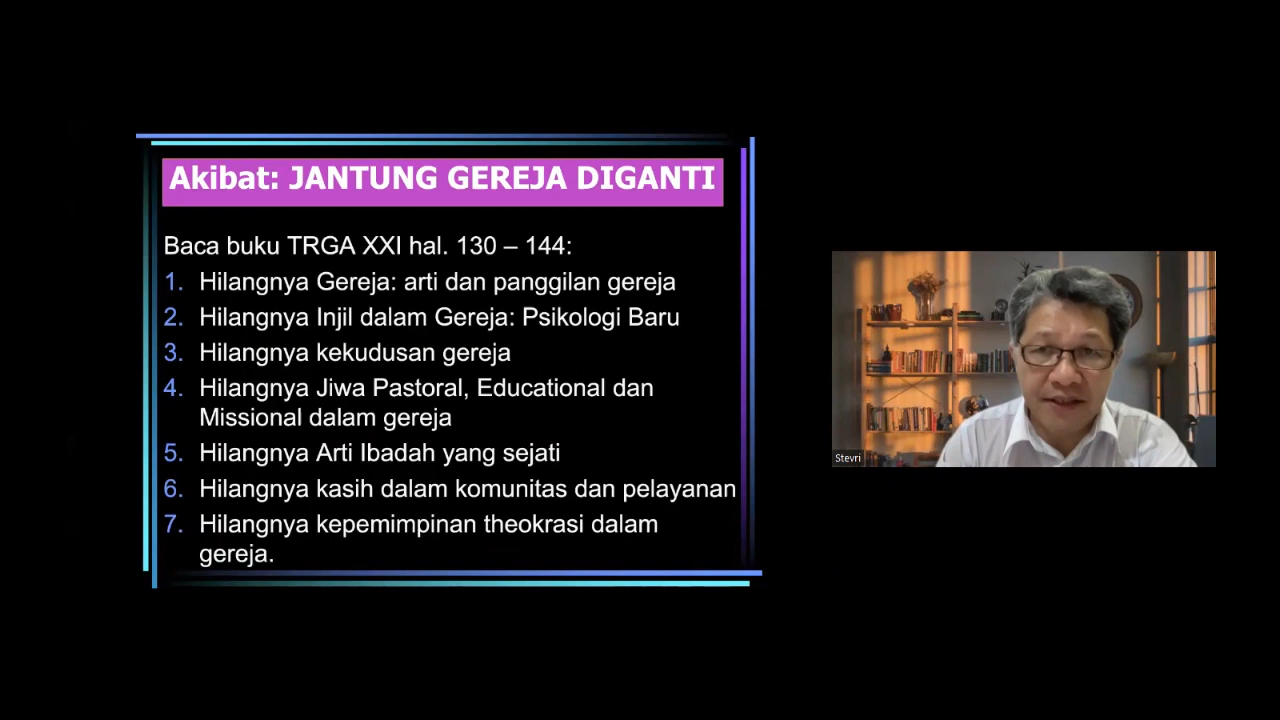 Akibat: JANTUNG GEREJA DIGANTI
Baca buku TRGA XXI hal. 130 – 144:
1. Hilangnya Gereja: arti dan panggilan gereja
2. Hilangnya Injil dalam Gereja: Psikologi Baru
3. Hilangnya kekudusan gereja
4. Hilangnya Jiwa Pastoral, Educational dan
Missional dalam gereja
5. Hilangnya Arti Ibadah yang sejati
6. Hilangnya kasih dalam komunitas dan pelayanan
7. Hilangnya kepemimpinan theokrasi dalam
gereja.
Stevri